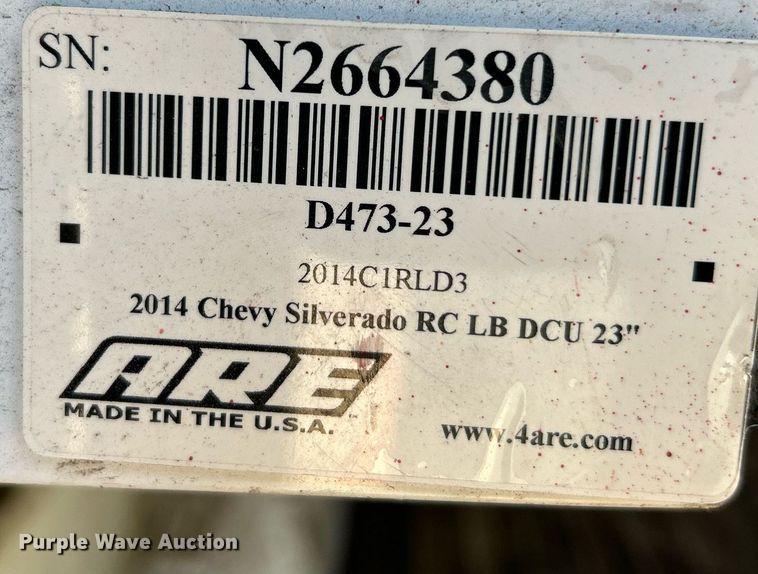 SN: N2664380
D473-23
2014C1RLD3
2014 Chevy Silverado RC LB DCU 23"
ARE
MADE IN THE U.S.A.™
www.4are.com
Purple Wave Auction